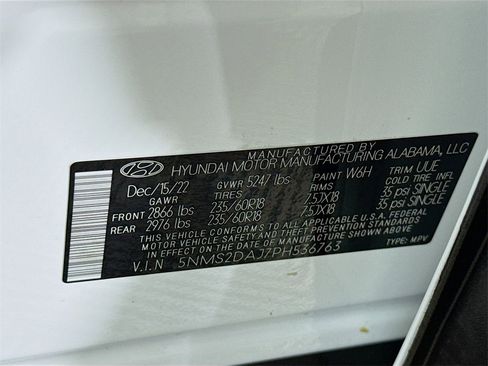 MANUFACTURED BY
HYUNDAI MOTOR MANUFACTURING ALABAMA, LLC
Dec/15/22 GVWR 5247 lbs PAINT W6H TRIM UUE
GAWR TIRES RIMS COLD TIRE INFL
FRONT 2866 lbs 235/60R18 7.5JX18 35 psi SINGLE
REAR 2976 lbs 235/60R18 7.5JX18 35 psi SINGLE
THIS VEHICLE CONFORMS TO ALL APPLICABLE U.S. FEDERAL
MOTOR VEHICLE SAFETY AND THEFT PREVENTION STANDARDS
IN EFFECT ON THE DATE OF MANUFACTURE SHOWN ABOVE.
V.I.N 5NMS2DAJ7PH536763 TYPE: MPV